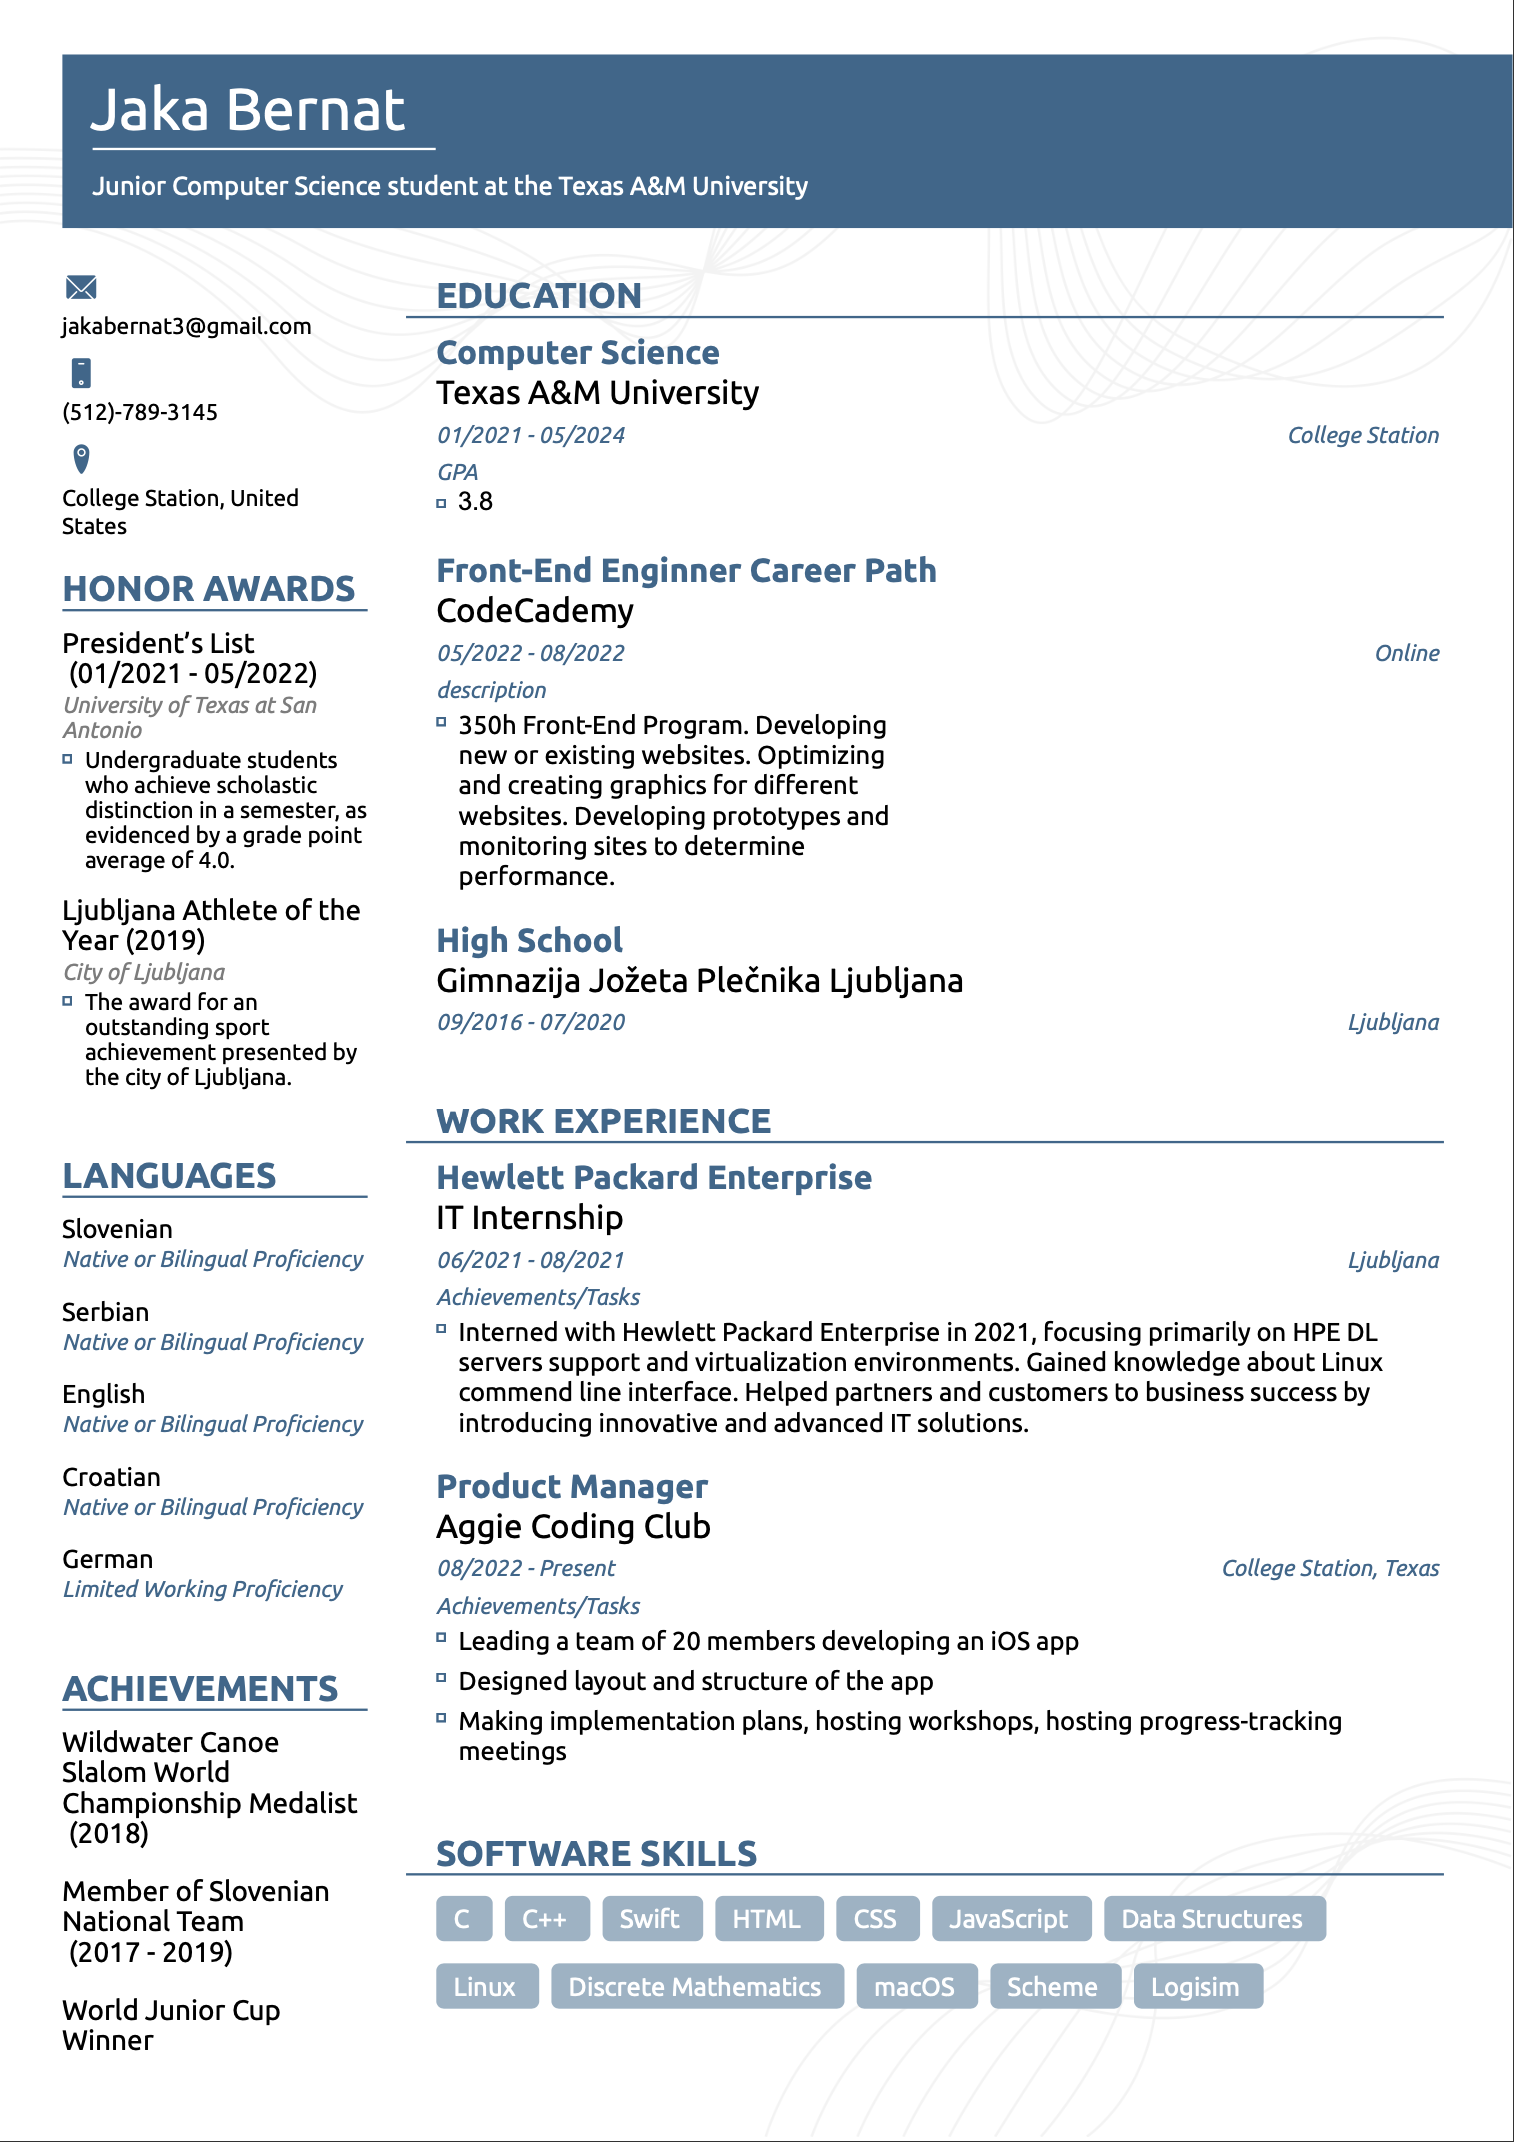 Jaka Bernat
Junior Computer Science student at the Texas A&M University
jakabernat3@gmail.com
(512)-789-3145
College Station, United
States
HONOR AWARDS
President’s List
(01/2021 - 05/2022)
University of Texas at San
Antonio
Undergraduate students
who achieve scholastic
distinction in a semester, as
evidenced by a grade point
average of 4.0.
Ljubljana Athlete of the
Year (2019)
City of Ljubljana
The award for an
outstanding sport
achievement presented by
the city of Ljubljana.
LANGUAGES
Slovenian
Native or Bilingual Proficiency
Serbian
Native or Bilingual Proficiency
English
Native or Bilingual Proficiency
Croatian
Native or Bilingual Proficiency
German
Limited Working Proficiency
ACHIEVEMENTS
Wildwater Canoe
Slalom World
Championship Medalist
(2018)
Member of Slovenian
National Team
(2017 - 2019)
World Junior Cup
Winner
EDUCATION
Computer Science
Texas A&M University
01/2021 - 05/2024 College Station
GPA
3.8
Front-End Enginner Career Path
CodeCademy
05/2022 - 08/2022 Online
description
350h Front-End Program. Developing
new or existing websites. Optimizing
and creating graphics for different
websites. Developing prototypes and
monitoring sites to determine
performance.
High School
Gimnazija Jožeta Plečnika Ljubljana
09/2016 - 07/2020 Ljubljana
WORK EXPERIENCE
Hewlett Packard Enterprise
IT Internship
06/2021 - 08/2021 Ljubljana
Achievements/Tasks
Interned with Hewlett Packard Enterprise in 2021, focusing primarily on HPE DL
servers support and virtualization environments. Gained knowledge about Linux
commend line interface. Helped partners and customers to business success by
introducing innovative and advanced IT solutions.
Product Manager
Aggie Coding Club
08/2022 - Present College Station, Texas
Achievements/Tasks
Leading a team of 20 members developing an iOS app
Designed layout and structure of the app
Making implementation plans, hosting workshops, hosting progress-tracking
meetings
SOFTWARE SKILLS
C C++ Swift HTML CSS JavaScript Data Structures
Linux Discrete Mathematics macOS Scheme Logisim